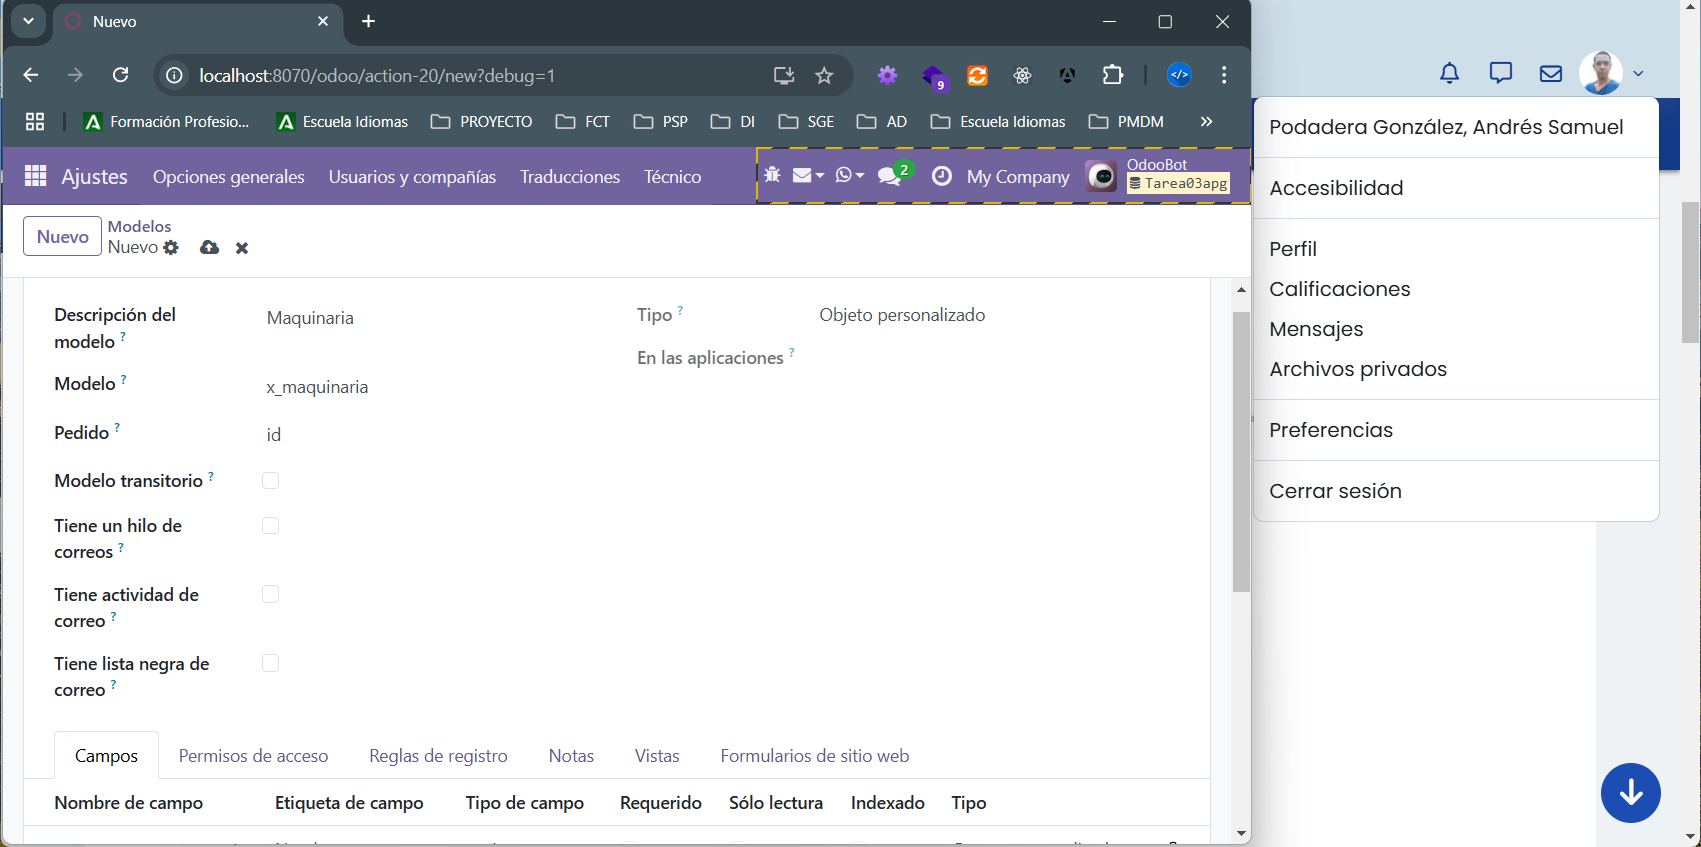 Nuevo
localhost:8070/odoo/action-20/new?debug=1
9
Formación Profesio...
Escuela Idiomas
PROYECTO
FCT
PSP
DI
SGE
AD
Escuela Idiomas
PMDM
Ajustes
Opciones generales
Usuarios y compañías
Traducciones
Técnico
2
My Company
OdooBot
Tarea03apg
Nuevo
Modelos
Nuevo
Descripción del modelo ?
Maquinaria
Tipo ?
Objeto personalizado
En las aplicaciones ?
Modelo ?
x_maquinaria
Pedido ?
id
Modelo transitorio ?
Tiene un hilo de
correos ?
Tiene actividad de
correo ?
Tiene lista negra de
correo ?
Campos
Permisos de acceso
Reglas de registro
Notas
Vistas
Formularios de sitio web
Nombre de campo
Etiqueta de campo
Tipo de campo
Requerido
Sólo lectura
Indexado
Tipo
Podadera González, Andrés Samuel
Accesibilidad
Perfil
Calificaciones
Mensajes
Archivos privados
Preferencias
Cerrar sesión